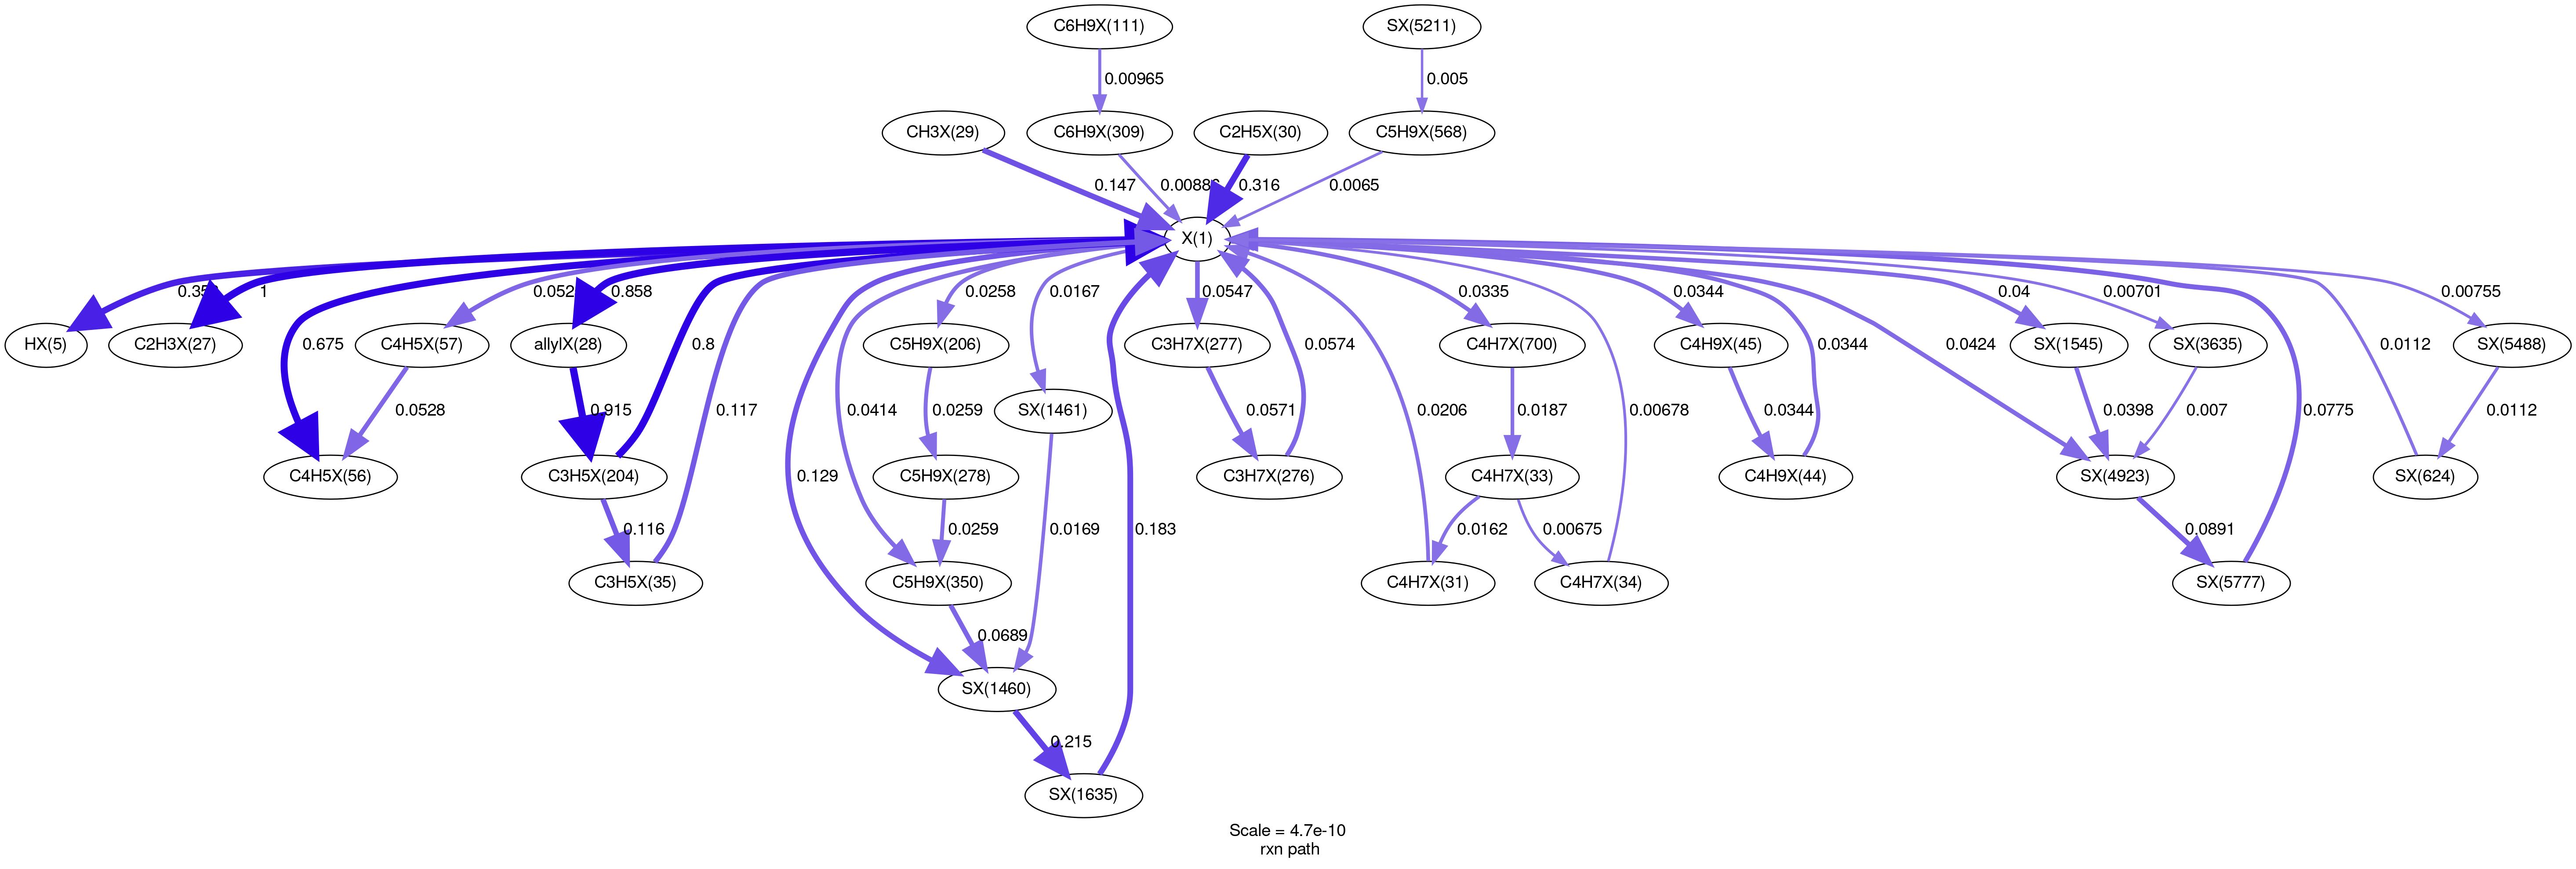 C6H9X(111)
SX(5211)
0.00965
0.005
CH3X(29)
C6H9X(309)
C2H5X(30)
C5H9X(568)
0.147
0.316
0.0065
X(1)
1
0.858
0.0258
0.0167
0.0547
0.0335
0.0344
0.04
0.00701
0.00755
HX(5)
C2H3X(27)
0.675
C4H5X(57)
allylX(28)
0.8
C5H9X(206)
C3H7X(277)
0.0574
C4H7X(700)
C4H9X(45)
0.0344
0.0424
SX(1545)
SX(3635)
0.0112
SX(5488)
0.0528
0.915
0.117
0.0414
0.0259
SX(1461)
0.0571
0.0206
0.0187
0.00678
0.0344
0.0398
0.007
0.0775
0.0112
C4H5X(56)
C3H5X(204)
0.129
C5H9X(278)
C3H7X(276)
C4H7X(33)
C4H9X(44)
SX(4923)
SX(624)
0.116
0.0259
0.0169
0.183
0.0162
0.00675
0.0891
C3H5X(35)
C5H9X(350)
C4H7X(31)
C4H7X(34)
SX(5777)
0.0689
SX(1460)
0.215
SX(1635)
Scale = 4.7e-10
rxn path